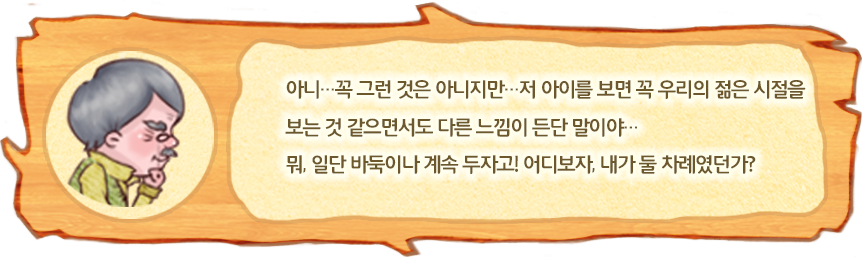 아니…꼭 그런 것은 아니지만…저 아이를 보면 꼭 우리의 젊은 시절을
보는 것 같으면서도 다른 느낌이 든단 말이야…
뭐, 일단 바둑이나 계속 두자고! 어디보자, 내가 둘 차례였던가?